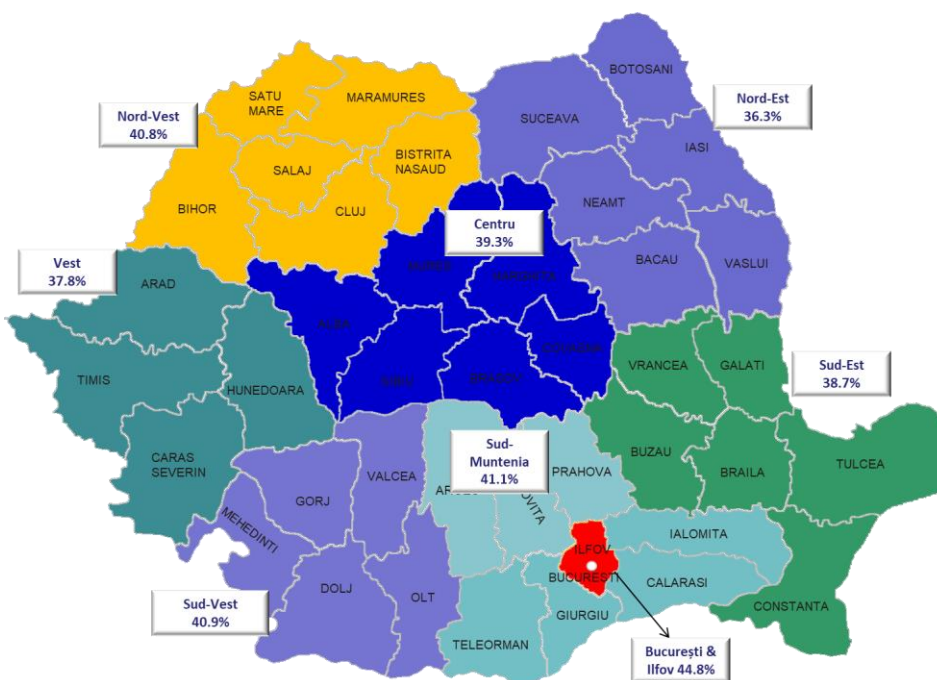 BOTOSANI
SATU
MARE
MARAMURES
Nord-Est
36.3%
Nord-Vest
40.8%
SUCEAVA
IASI
BISTRITA
NASAUD
SALAJ
NEAMT
BIHOR
CLUJ
Centru
39.3%
MURES
HARGHITA
BACAU
VASLUI
Vest
37.8%
ARAD
ALBA
COVASNA
VRANCEA
GALATI
Sud-Est
38.7%
TIMIS
HUNEDOARA
SIBIU
BRASOV
Sud-
Muntenia
41.1%
CARAS
SEVERIN
VALCEA
PRAHOVA
BUZAU
BRAILA
TULCEA
GORJ
MEHEDINTI
IALOMITA
ILFOV
BUCURESTI
CALARASI
DOLJ
OLT
GIURGIU
CONSTANTA
Sud-Vest
40.9%
TELEORMAN
București &
Ilfov 44.8%